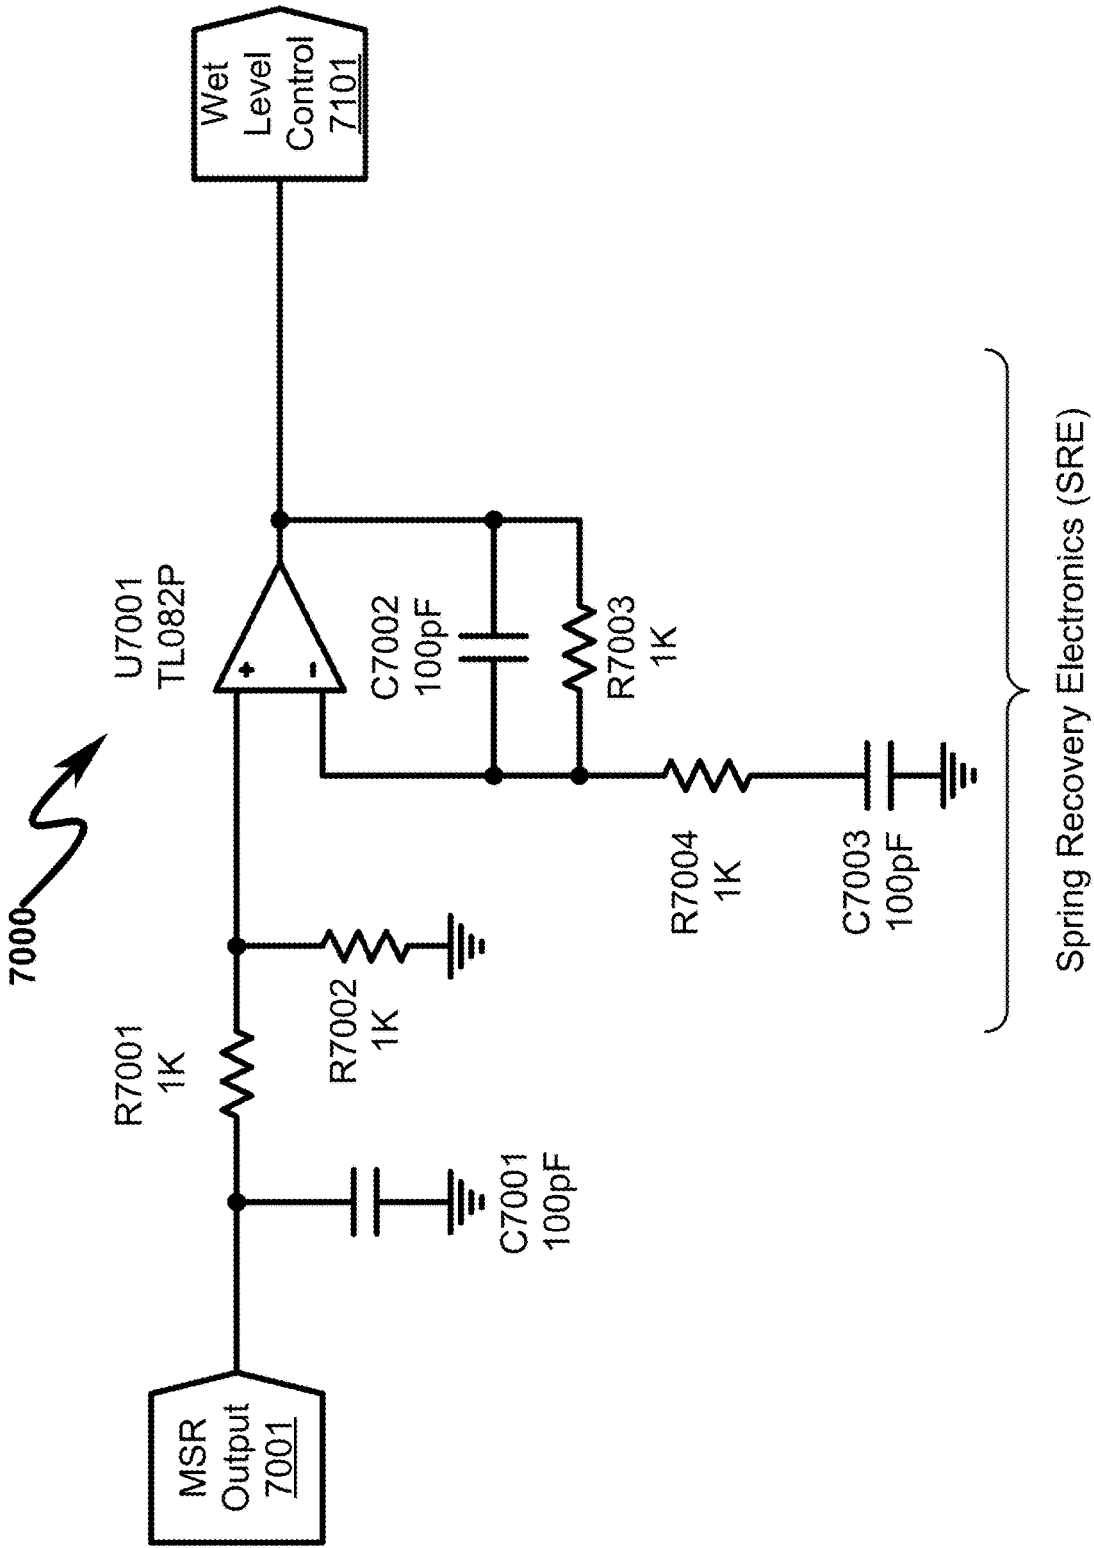 7000
MSR
Output
7001
C7001
100pF
R7001
1K
R7002
1K
U7001
TL082P
+
-
C7002
100pF
R7003
1K
R7004
1K
C7003
100pF
Wet
Level
Control
7101
Spring Recovery Electronics (SRE)